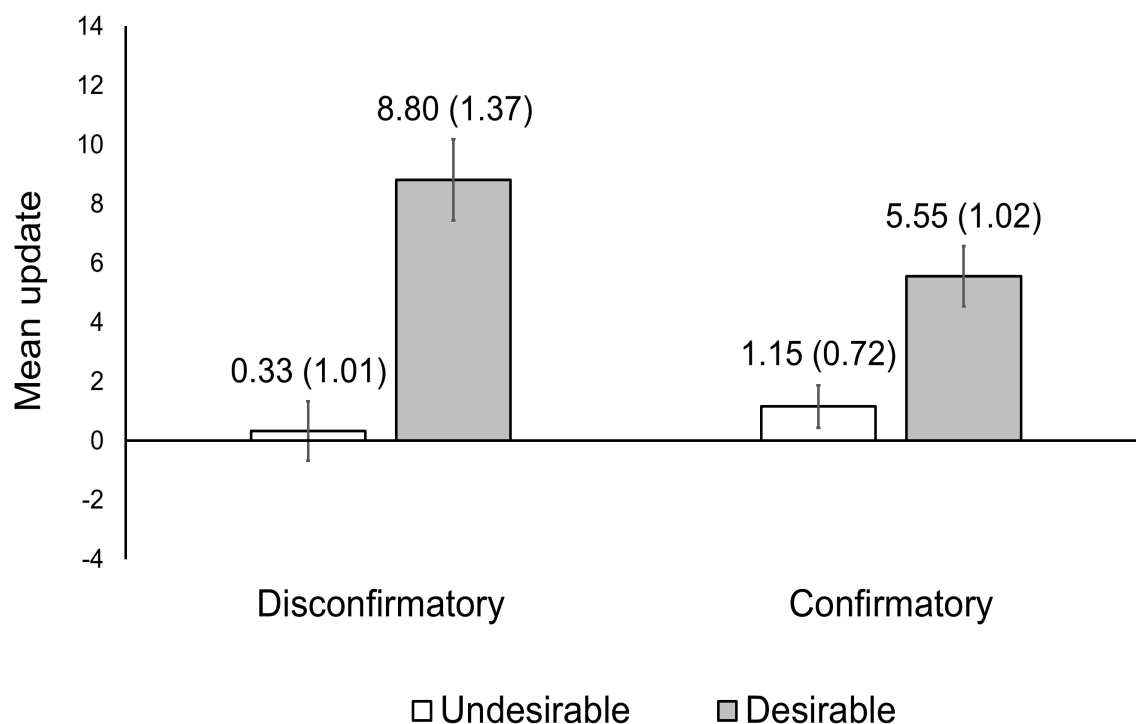 14
12
10
8
6
4
2
0
-2
-4
Mean update
8.80 (1.37)
5.55 (1.02)
0.33 (1.01)
1.15 (0.72)
Disconfirmatory
Confirmatory
Undesirable
Desirable